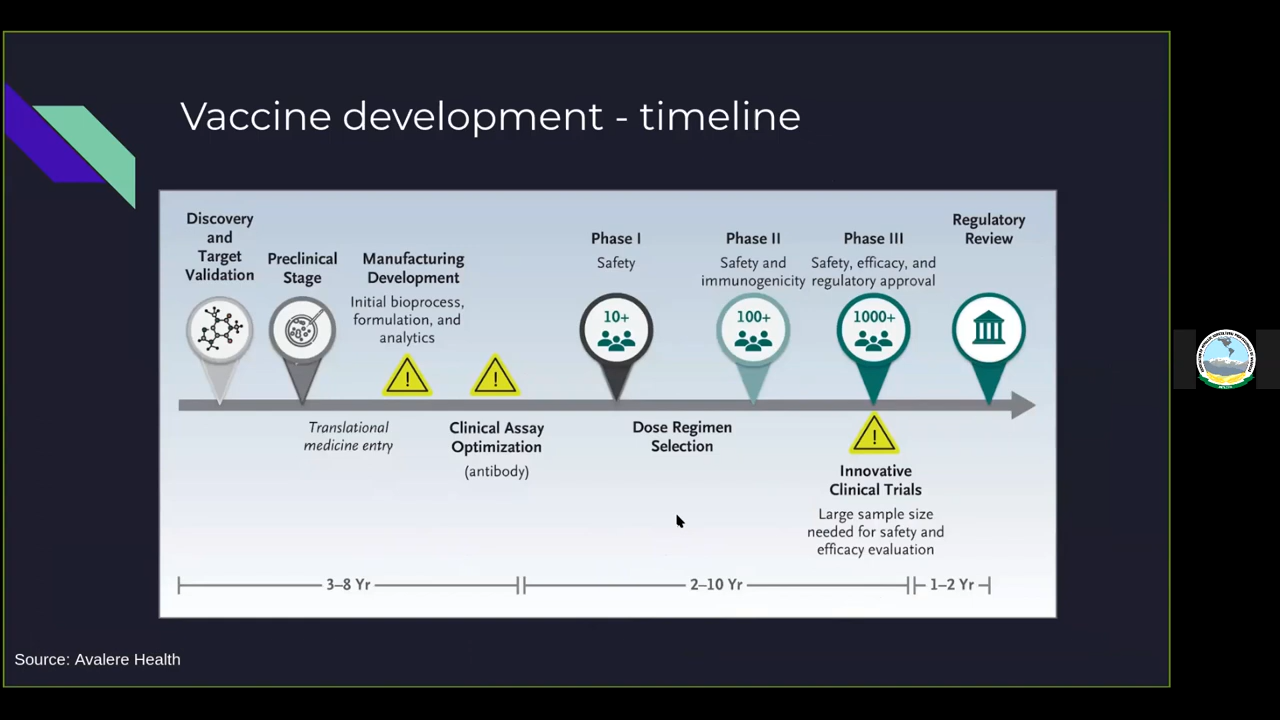 Vaccine development - timeline
Discovery
and
Target
Validation
Preclinical
Stage
Manufacturing
Development
Initial bioprocess,
formulation, and
analytics
Phase I
Safety
10+
Phase II
Safety and
immunogenicity
100+
Phase III
Safety, efficacy, and
regulatory approval
1000+
Regulatory
Review
Translational
medicine entry
Clinical Assay
Optimization
(antibody)
Dose Regimen
Selection
Innovative
Clinical Trials
Large sample size
needed for safety and
efficacy evaluation
3–8 Yr
2–10 Yr
1–2 Yr
Source: Avalere Health